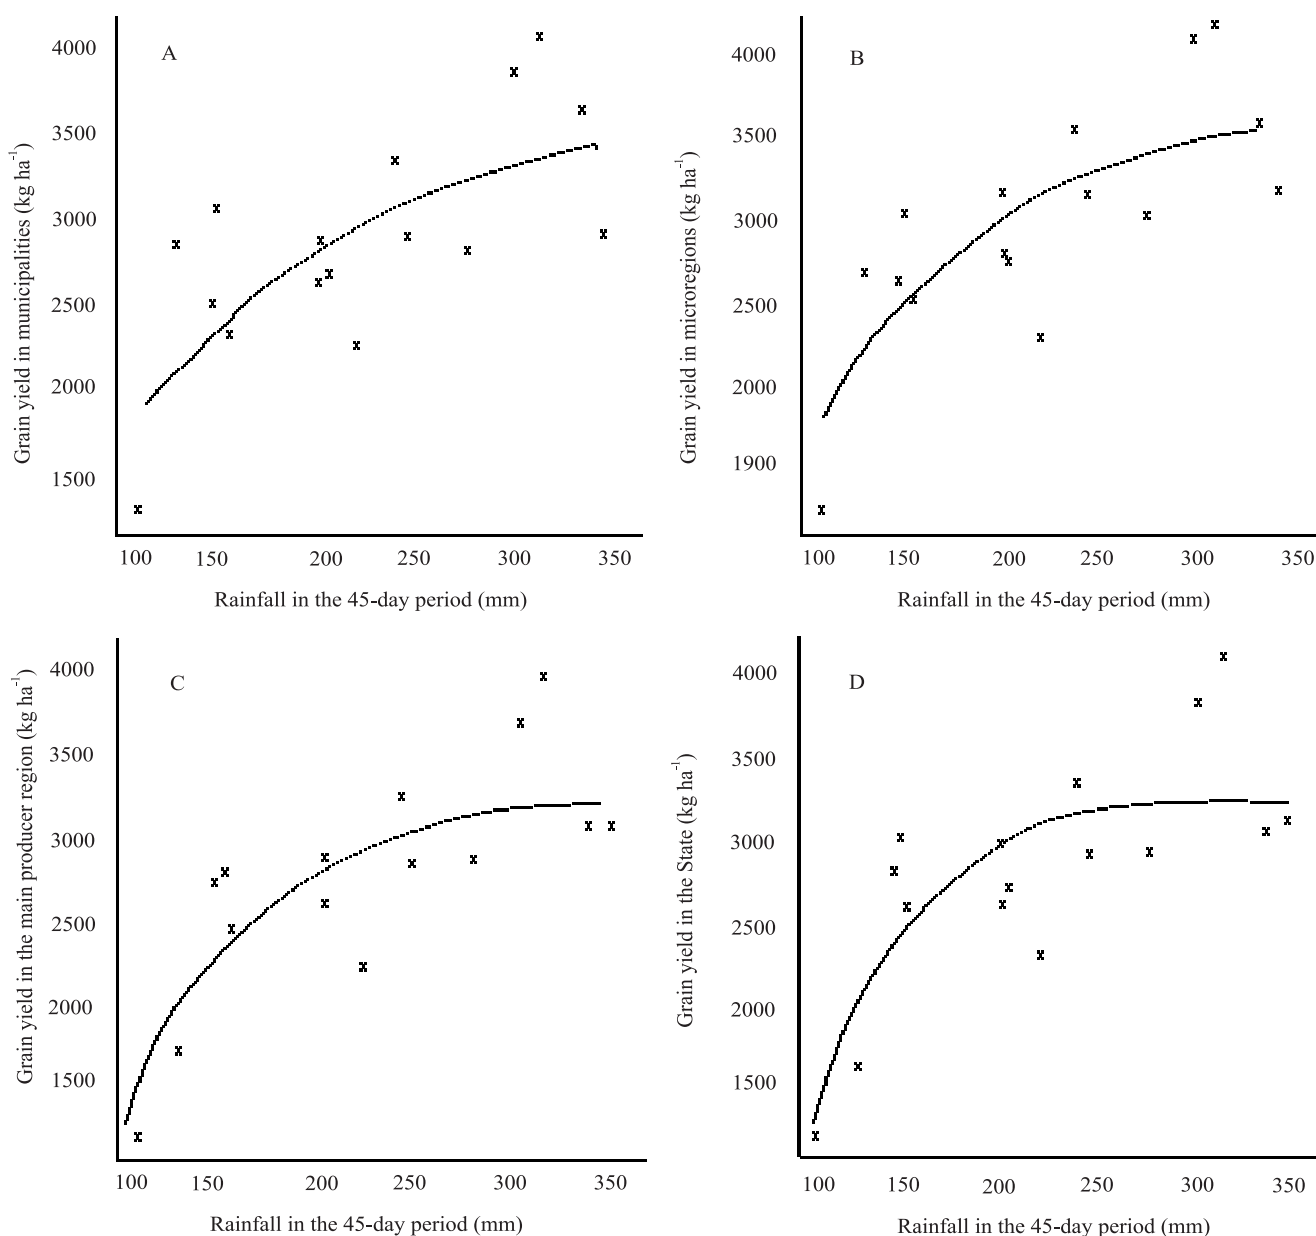 A
Grain yield in municipalities (kg ha⁻¹)
4000
3500
3000
2500
2000
1500
100 150 200 250 300 350
Rainfall in the 45-day period (mm)
B
Grain yield in microregions (kg ha⁻¹)
4000
3500
3000
2500
2000
1900
100 150 200 250 300 350
Rainfall in the 45-day period (mm)
C
Grain yield in the main producer region (kg ha⁻¹)
4000
3500
3000
2500
2000
1500
100 150 200 250 300 350
Rainfall in the 45-day period (mm)
D
Grain yield in the State (kg ha⁻¹)
4000
3500
3000
2500
2000
1500
100 150 200 250 300 350
Rainfall in the 45-day period (mm)